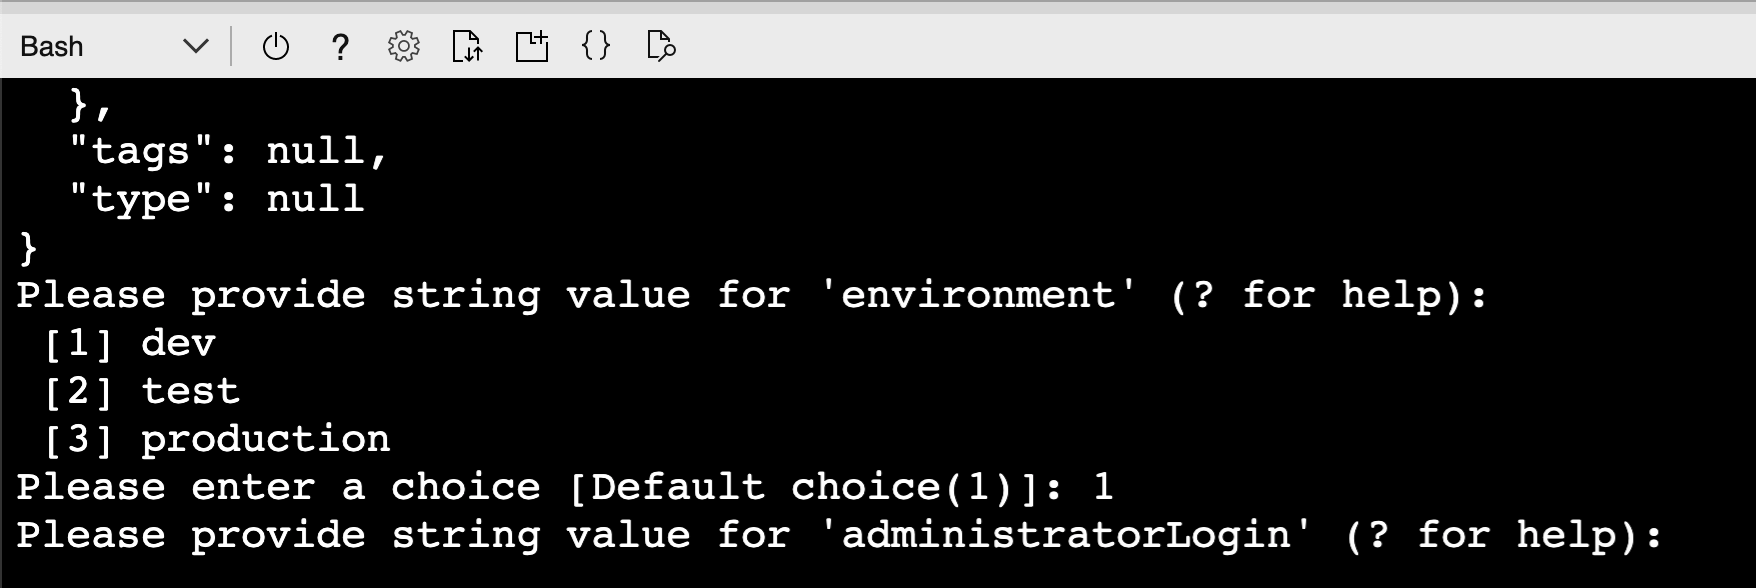 Bash
?
{}
},
"tags": null,
"type": null
}
Please provide string value for 'environment' (? for help):
[1] dev
[2] test
[3] production
Please enter a choice [Default choice(1)]: 1
Please provide string value for 'administratorLogin' (? for help):